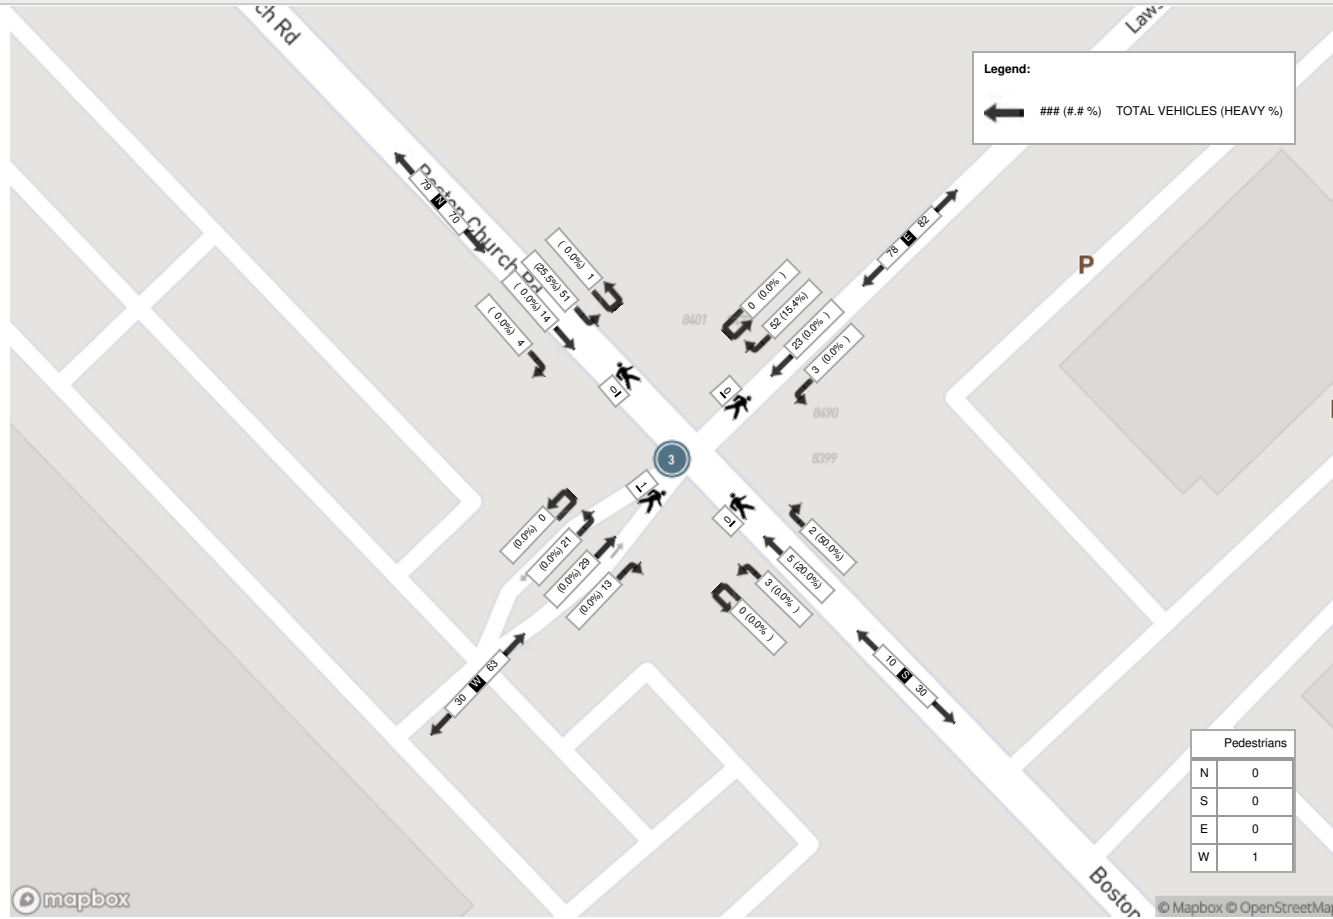 ch Rd
Laws
Legend:
### (#.# %) TOTAL VEHICLES (HEAVY %)
79 N 70
Boston Church Rd
( 0.0%) 1
(25.5%) 51
( 0.0%) 14
( 0.0%) 4
78 E 82
0 (0.0% )
52 (15.4%)
23 (0.0% )
3 (0.0% )
P
8401
0
0
8490
8399
3
1
0
(0.0%) 0
(0.0%) 21
(0.0%) 29
(0.0%) 13
2 (50.0%)
5 (20.0%)
3 (0.0% )
0 (0.0% )
30 W 63
10 S 30
Pedestrians
N 0
S 0
E 0
W 1
Boston
mapbox
© Mapbox © OpenStreetMap